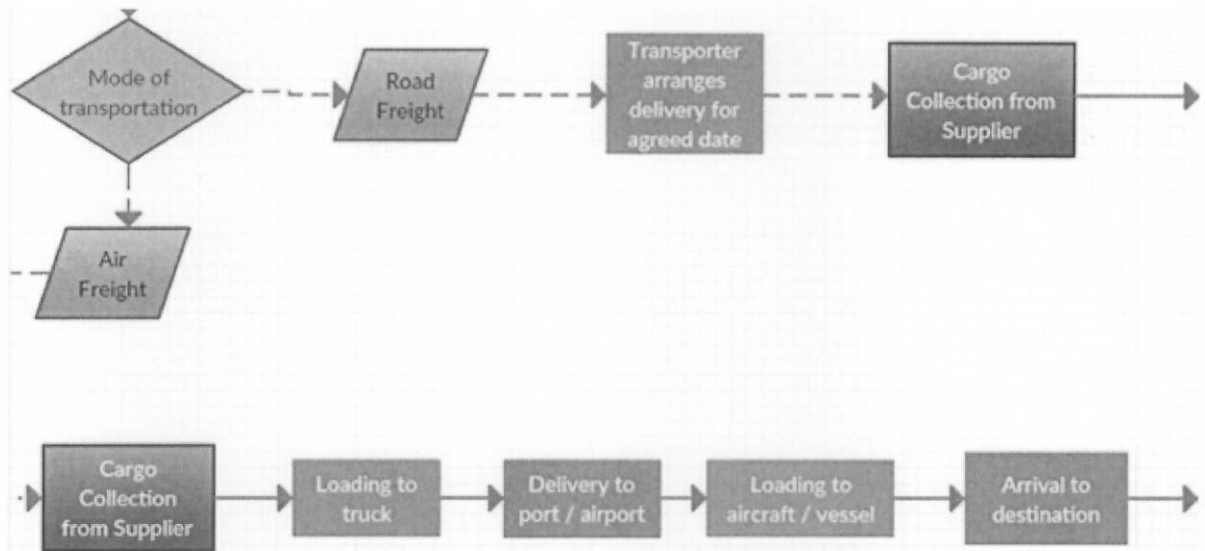 Mode of
transportation
Road
Freight
Transporter
arranges
delivery for
agreed date
Cargo
Collection from
Supplier
Air
Freight
Cargo
Collection
from Supplier
Loading to
truck
Delivery to
port / airport
Loading to
aircraft / vessel
Arrival to
destination